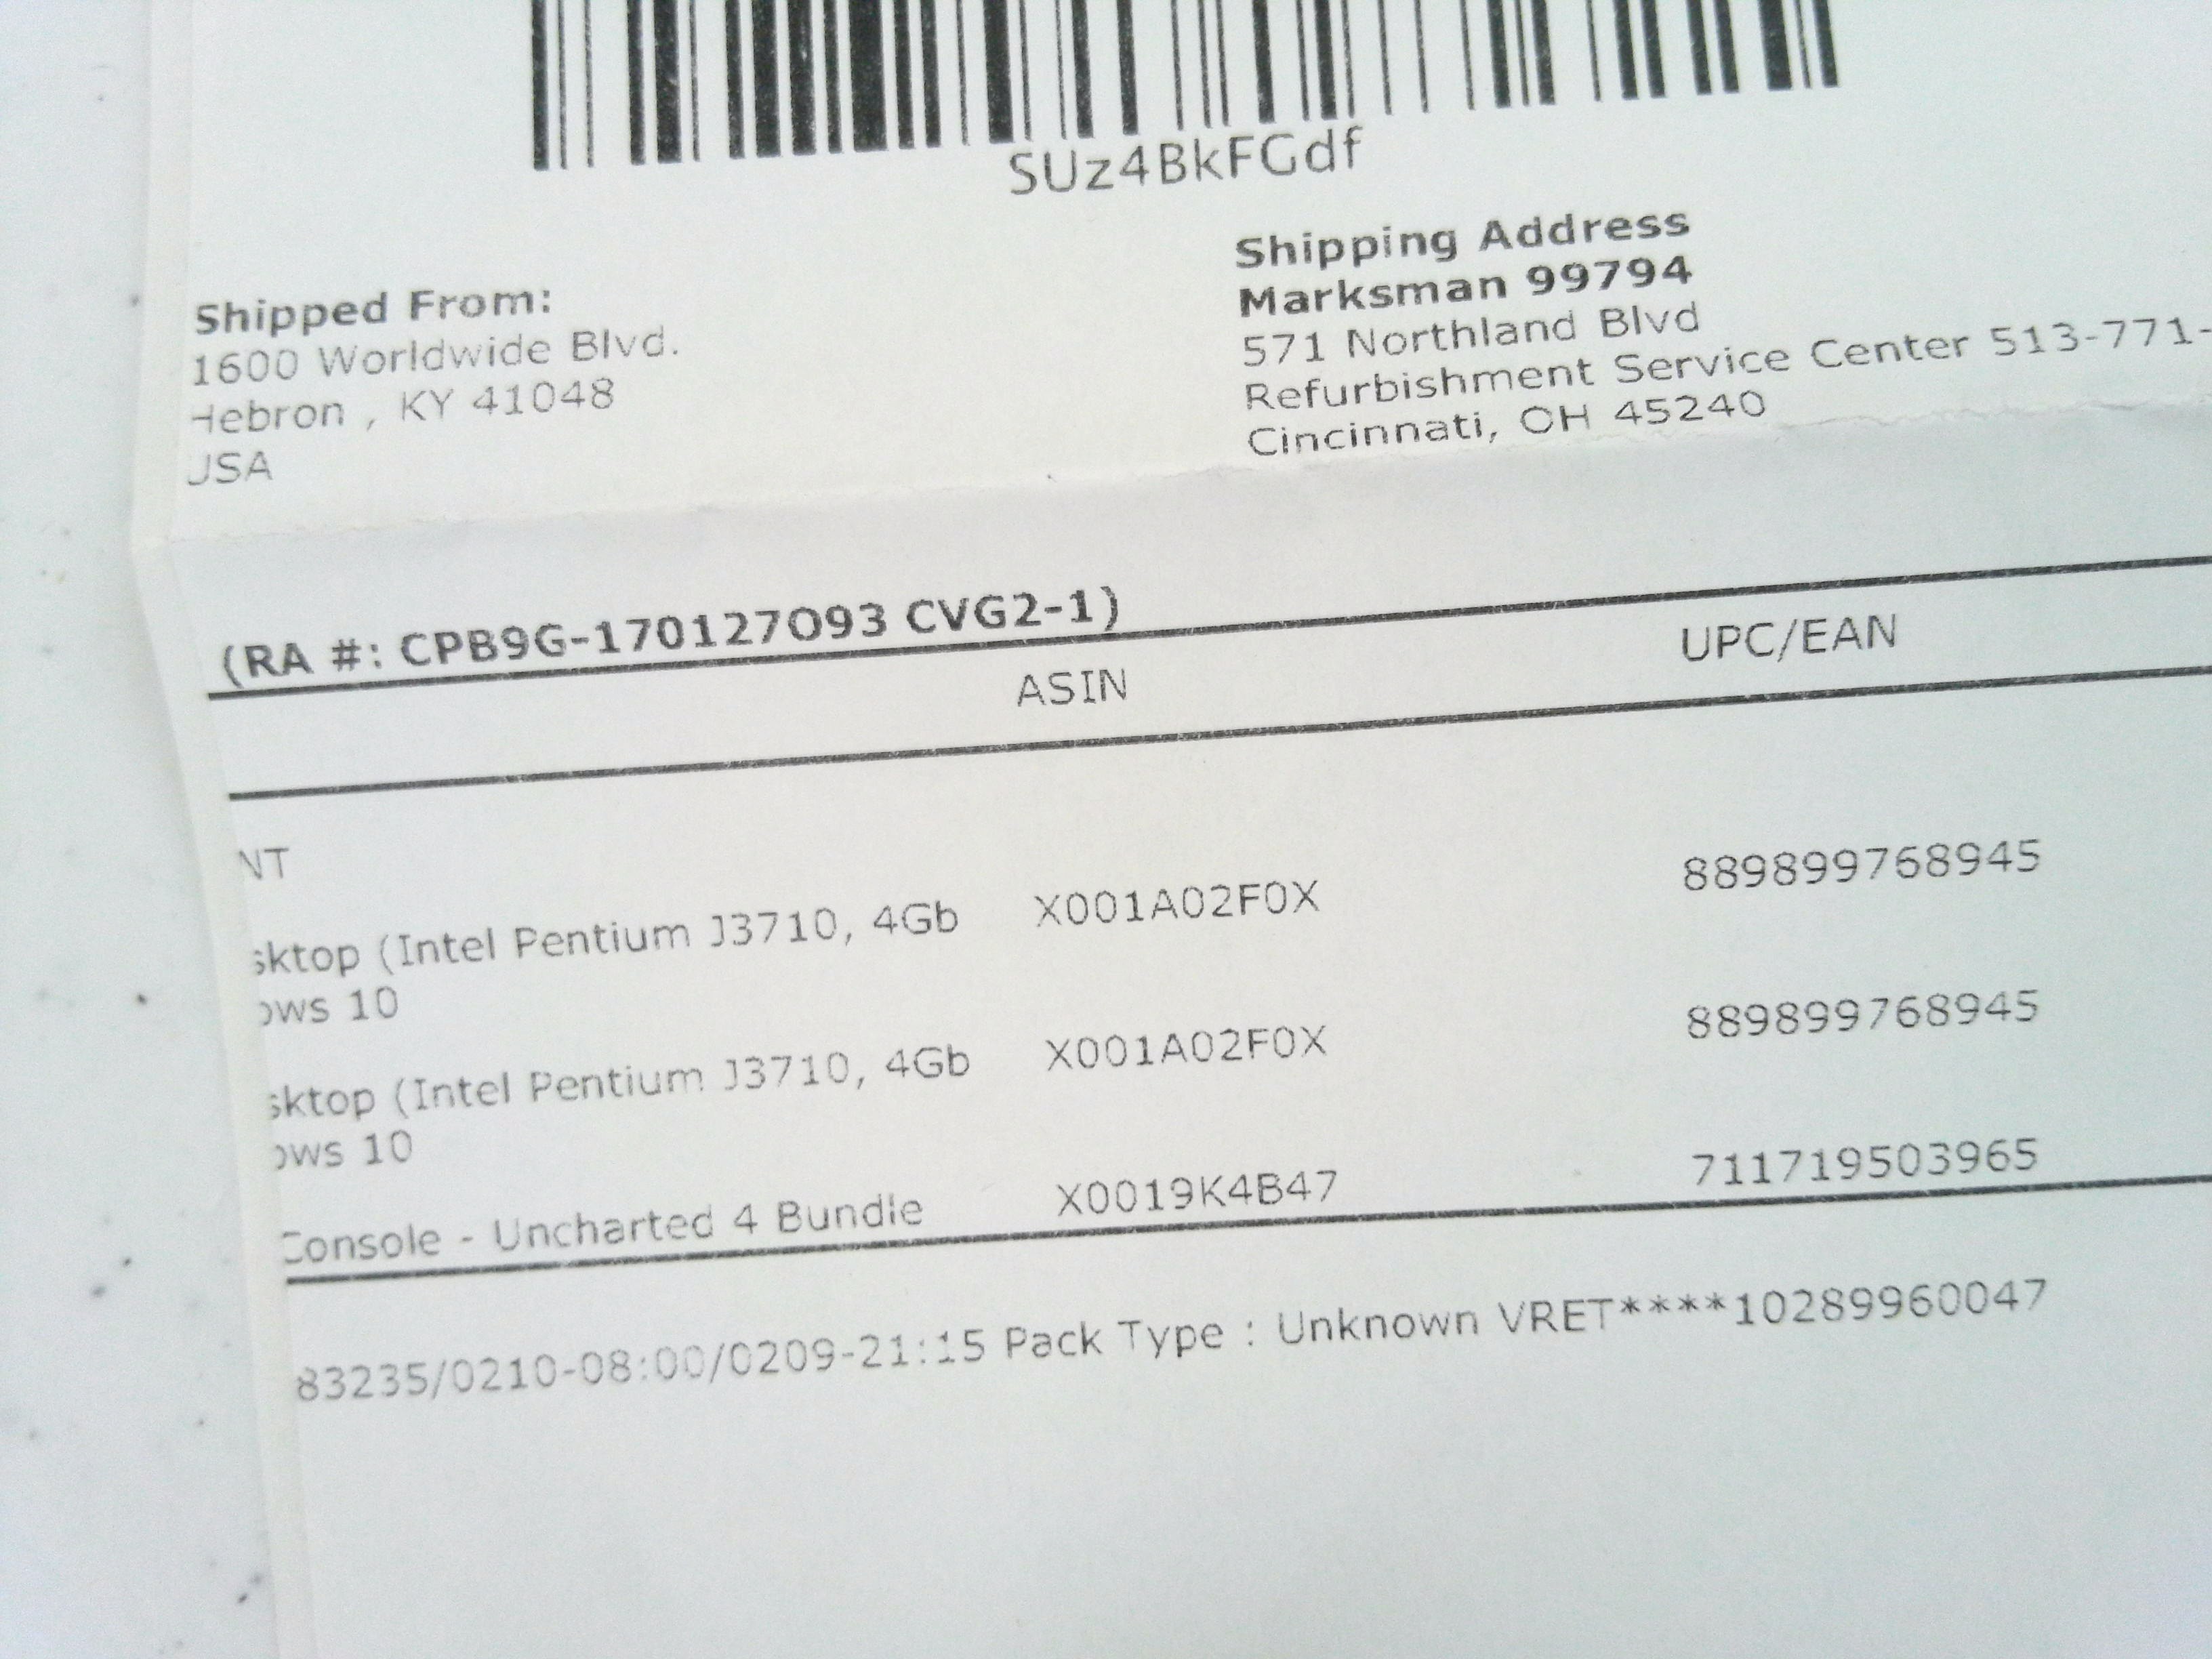 SUz4BkFGdf
Shipped From:
1600 Worldwide Blvd.
Hebron , KY 41048
USA
Shipping Address
Marksman 99794
571 Northland Blvd
Refurbishment Service Center 513-771-
Cincinnati, OH 45240
(RA #: CPB9G-170127O93 CVG2-1)
ASIN UPC/EAN
NT
sktop (Intel Pentium J3710, 4Gb X001A02F0X 889899768945
ows 10
sktop (Intel Pentium J3710, 4Gb X001A02F0X 889899768945
ows 10
Console - Uncharted 4 Bundle X0019K4B47 711719503965
83235/0210-08:00/0209-21:15 Pack Type : Unknown VRET****10289960047